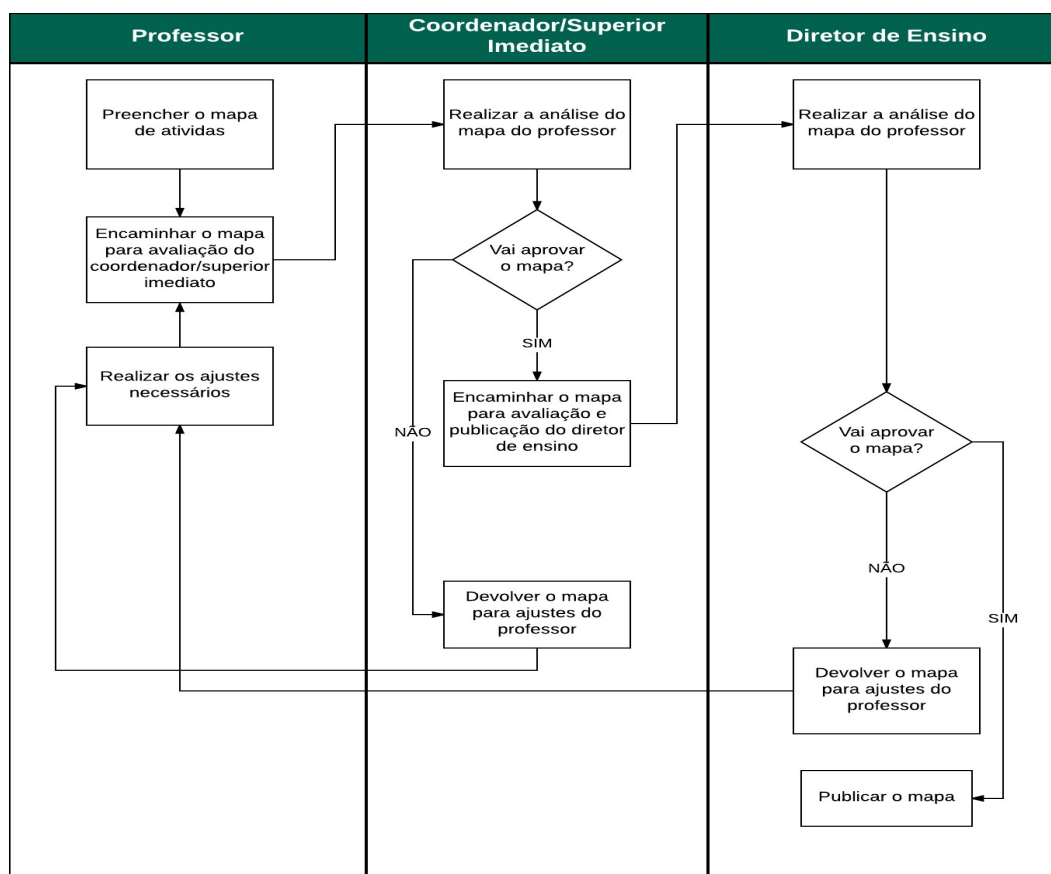 Professor
Coordenador/Superior
Imediato
Diretor de Ensino
Preencher o mapa
de ativides
Encaminhar o mapa
para avaliação do
coordenador/superior
imediato
Realizar os ajustes
necessários
Realizar a análise do
mapa do professor
Vai aprovar
o mapa?
SIM
NÃO
Encaminhar o mapa
para avaliação e
publicação do diretor
de ensino
Devolver o mapa
para ajustes do
professor
Realizar a análise do
mapa do professor
Vai aprovar
o mapa?
NÃO
SIM
Devolver o mapa
para ajustes do
professor
Publicar o mapa